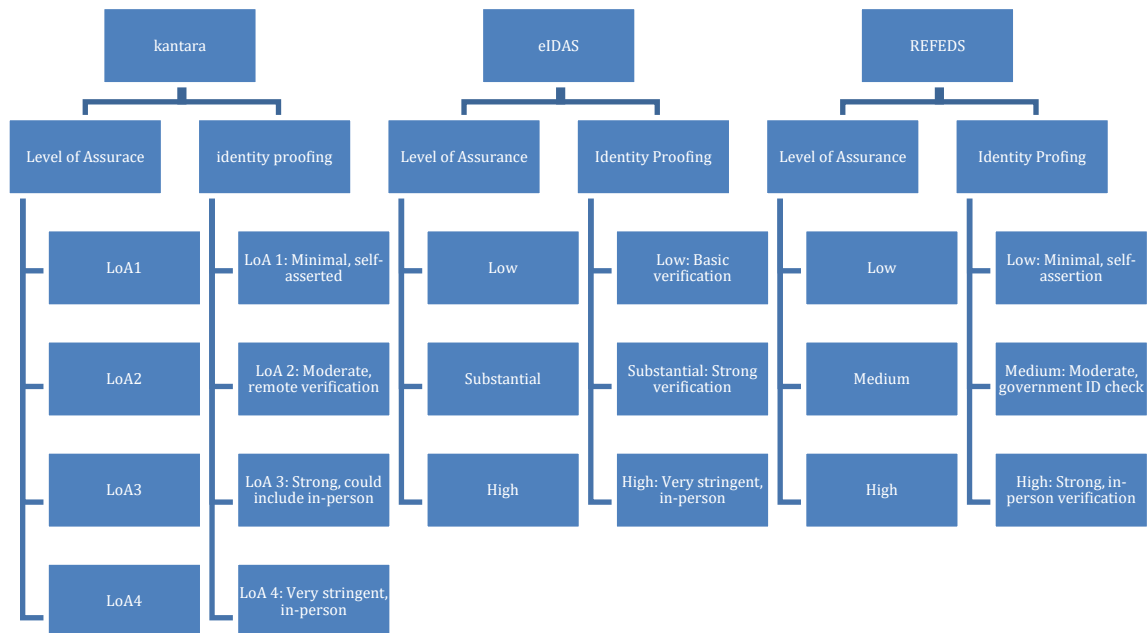 kantara
Level of Assurace
LoA1
LoA2
LoA3
LoA4
identity proofing
LoA 1: Minimal, self-
asserted
LoA 2: Moderate,
remote verification
LoA 3: Strong, could
include in-person
LoA 4: Very stringent,
in-person
eIDAS
Level of Assurance
Low
Substantial
High
Identity Proofing
Low: Basic
verification
Substantial: Strong
verification
High: Very stringent,
in-person
REFEDS
Level of Assurance
Low
Medium
High
Identity Profing
Low: Minimal, self-
assertion
Medium: Moderate,
government ID check
High: Strong, in-
person verification